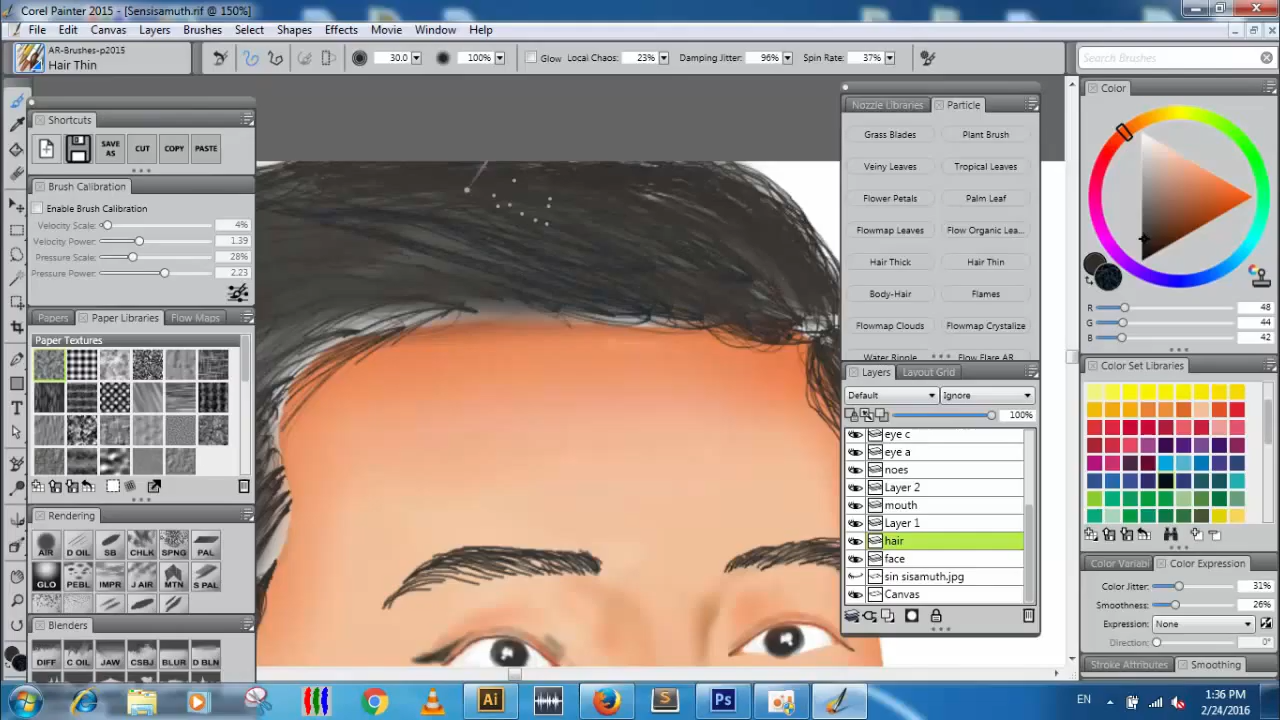 Corel Painter 2015 - [Sensisamuth.rif @ 150%]
File Edit Canvas Layers Brushes Select Shapes Effects Movie Window Help
AR-Brushes-p2015
Hair Thin
30.0 100% Glow Local Chaos: 23% Damping Jitter: 96% Spin Rate: 37%
Search Brushes
Shortcuts
SAVE AS CUT COPY PASTE
Brush Calibration
Enable Brush Calibration
Velocity Scale: 4%
Velocity Power: 1.39
Pressure Scale: 28%
Pressure Power: 2.23
Papers Paper Libraries Flow Maps
Paper Textures
Rendering
AIR D OIL SB CHLK SPNG PAL
GLO PEBL IMPR J AIR MTN S PAL
Blenders
DIFF C OIL JAW CSBJ BLUR D BLN
Nozzle Libraries Particle
Grass Blades Plant Brush
Veiny Leaves Tropical Leaves
Flower Petals Palm Leaf
Flowmap Leaves Flow Organic Lea...
Hair Thick Hair Thin
Body-Hair Flames
Flowmap Clouds Flowmap Crystalize
Water Ripple Flow Flare AR
Layers Layout Grid
Default Ignore
100%
eye c
eye a
noes
Layer 2
mouth
Layer 1
hair
face
sin sisamuth.jpg
Canvas
Color
R 48
G 44
B 42
Color Set Libraries
Color Variabi Color Expression
Color Jitter: 31%
Smoothness: 26%
Expression: None
Direction: 0°
Stroke Attributes Smoothing
Ai S Ps
EN 1:36 PM
2/24/2016